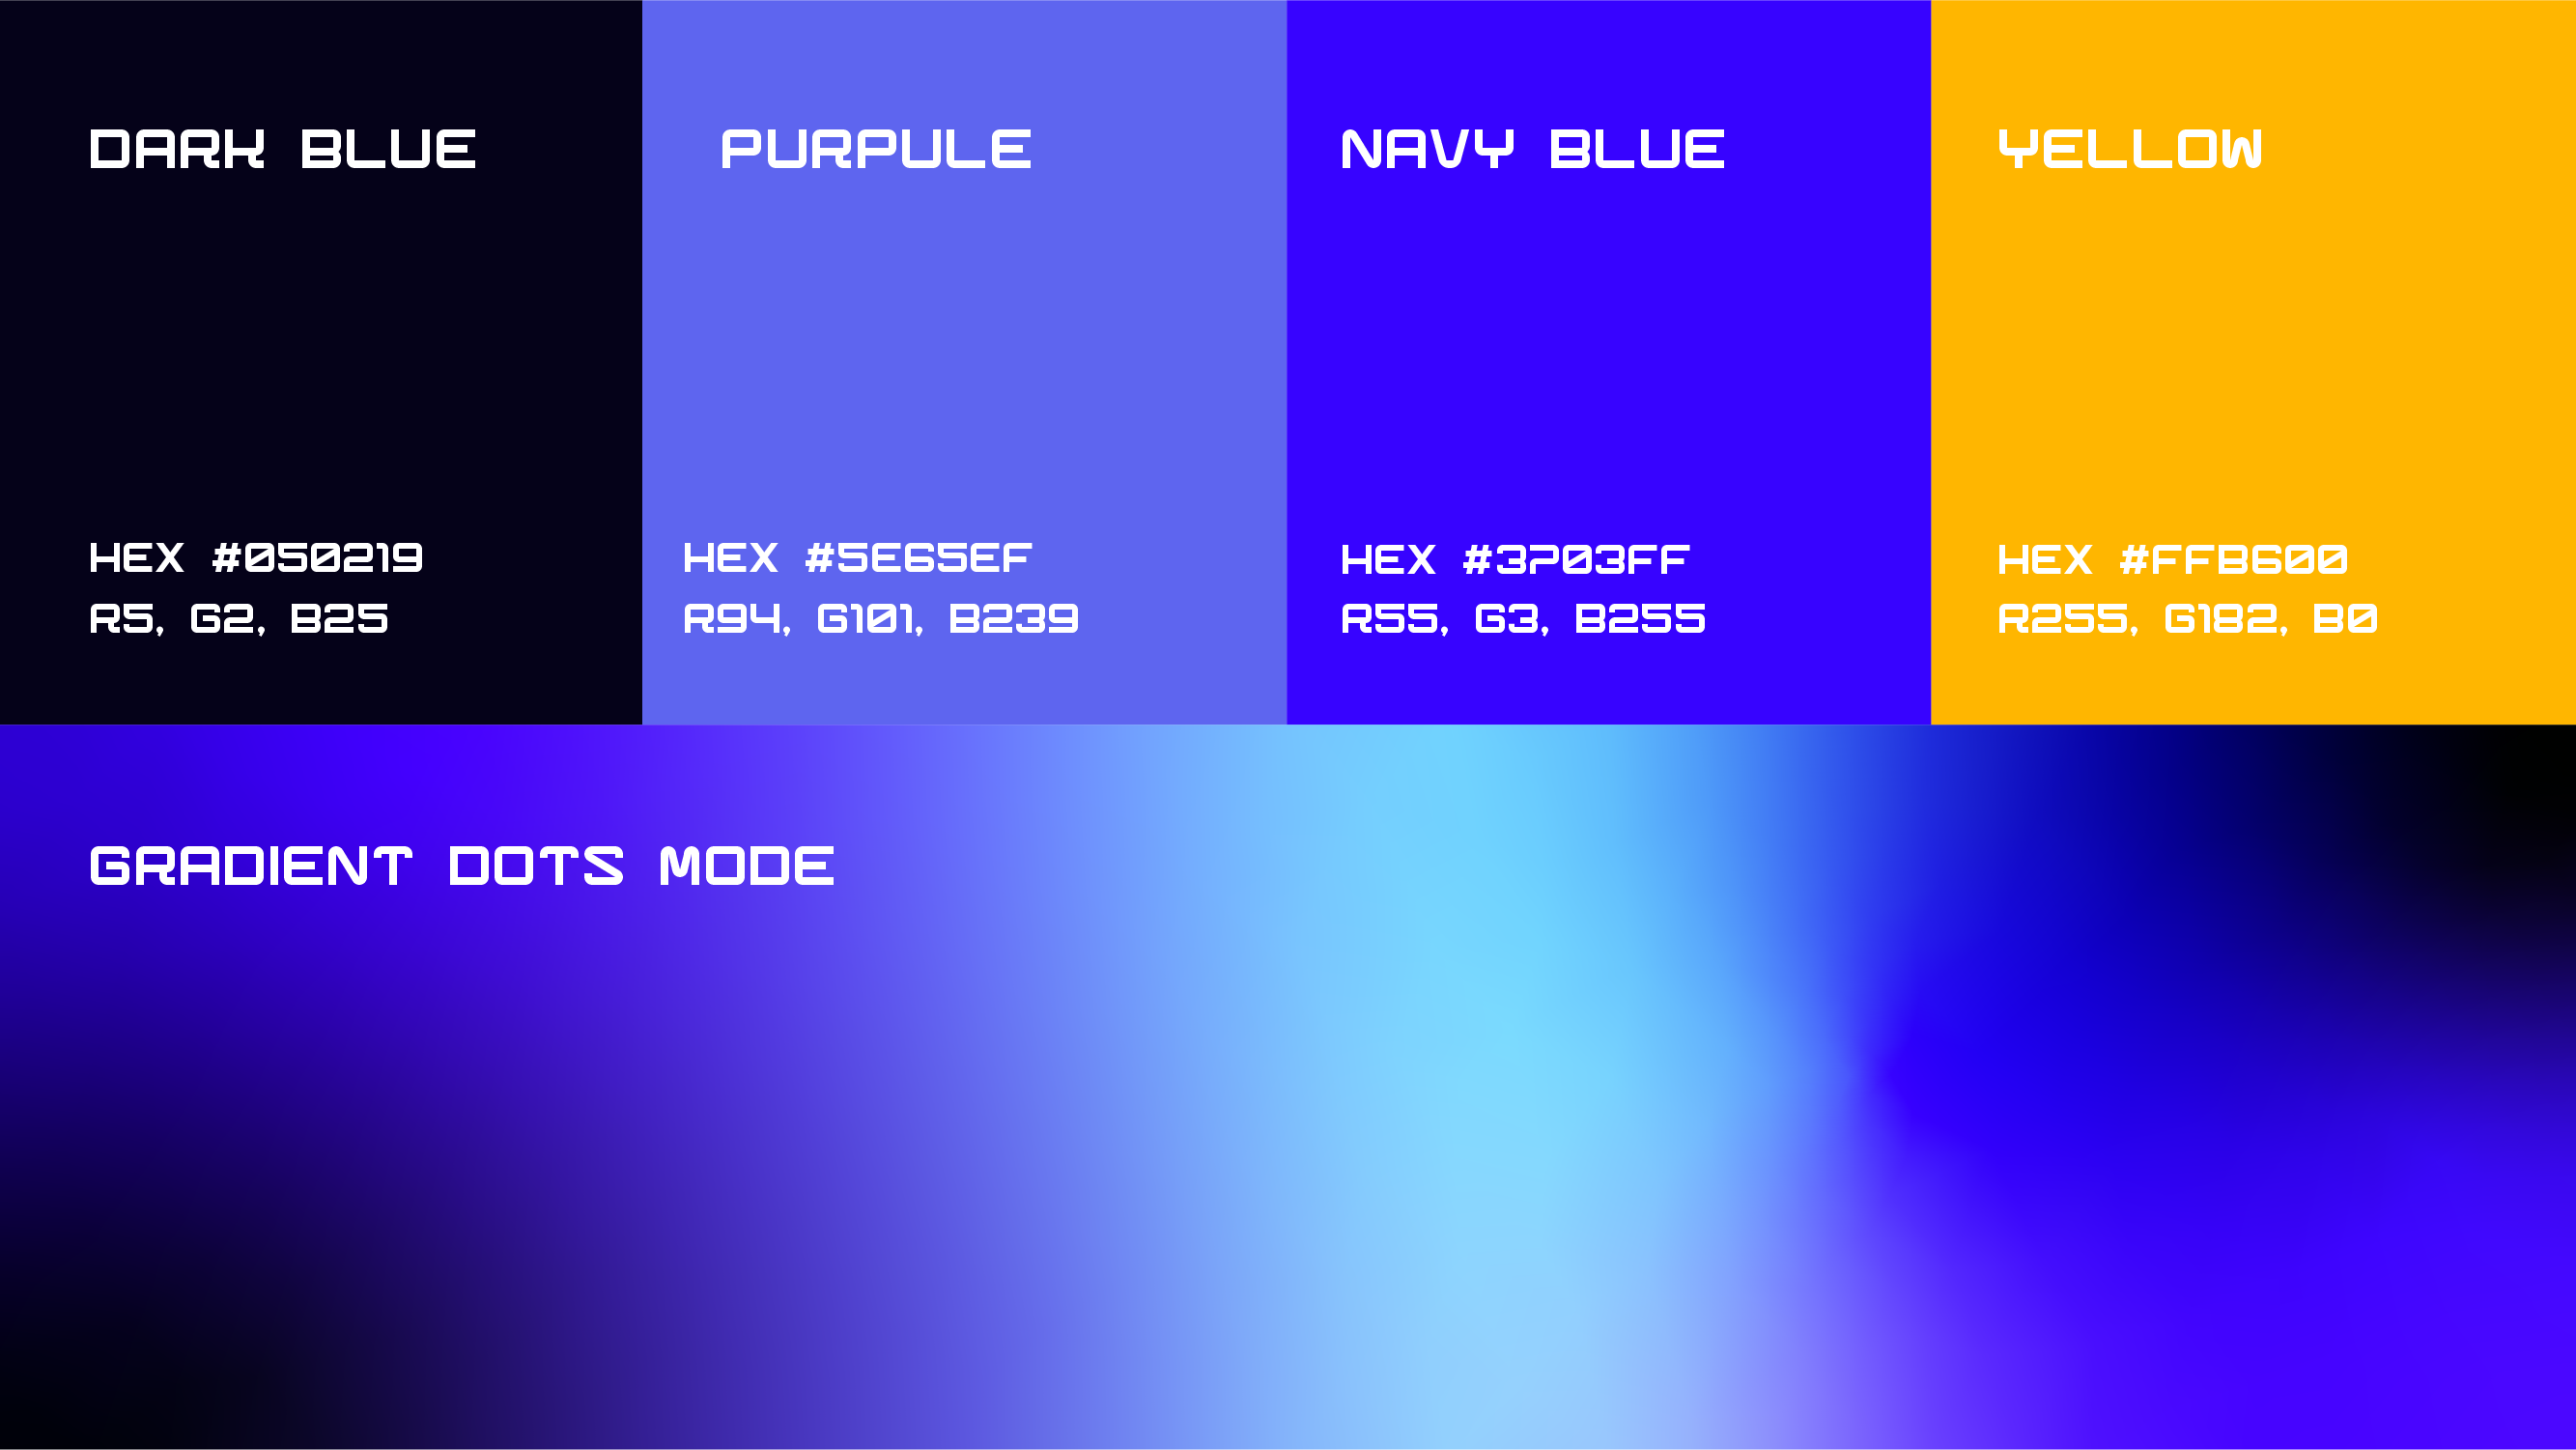 DARK BLUE
HEX #050219
R5, G2, B25
PURPULE
HEX #5E65EF
R94, G101, B239
NAVY BLUE
HEX #3703FF
R55, G3, B255
YELLOW
HEX #FFB600
R255, G182, B0
GRADIENT DOTS MODE